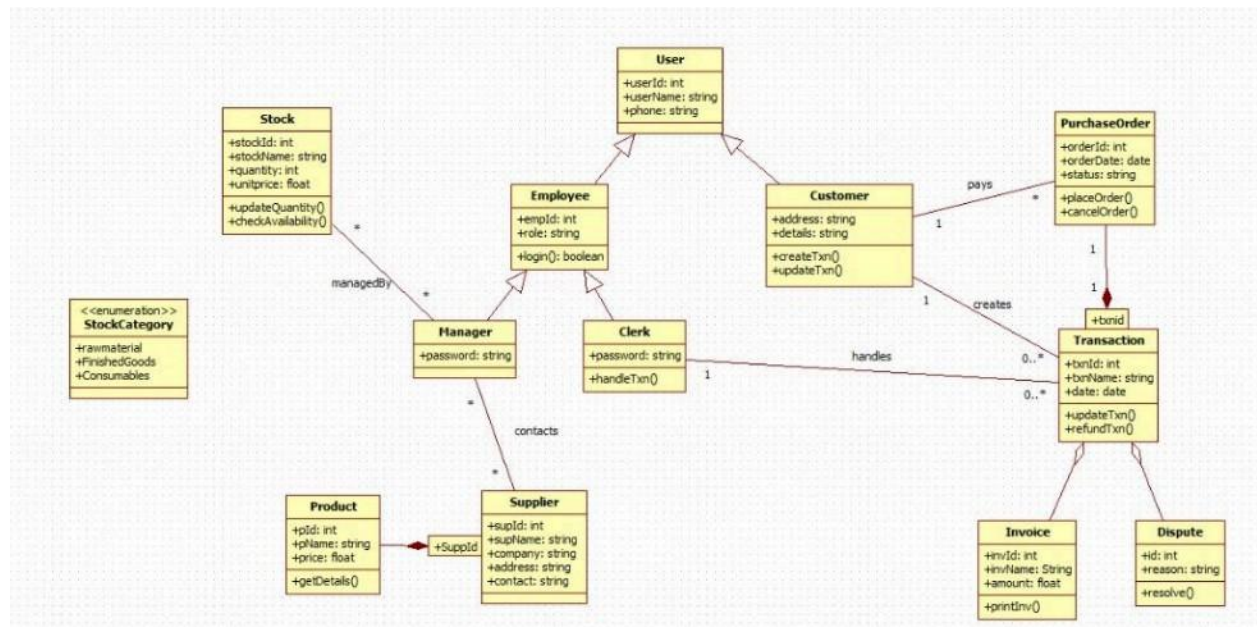 User
+userId: int
+userName: string
+phone: string
Stock
+stockId: int
+stockName: string
+quantity: int
+unitprice: float
+updateQuantity()
+checkAvailability()
PurchaseOrder
+orderId: int
+orderDate: date
+status: string
+placeOrder()
+cancelOrder()
Employee
+empId: int
+role: string
+login(): boolean
Customer
+address: string
+details: string
+createTxn()
+updateTxn()
pays
1
*
*
managedBy
*
1
creates
0..*
1
1
<<enumeration>>
StockCategory
+rawmaterial
+FinishedGoods
+Consumables
Manager
+password: string
Clerk
+password: string
+handleTxn()
handles
1
0..*
+txnid
Transaction
+txnId: int
+txnName: string
+date: date
+updateTxn()
+refundTxn()
*
contacts
*
Product
+pId: int
+pName: string
+price: float
+getDetails()
+SuppId
Supplier
+supId: int
+supName: string
+company: string
+address: string
+contact: string
Invoice
+invId: int
+invName: String
+amount: float
+printInv()
Dispute
+id: int
+reason: string
+resolve()